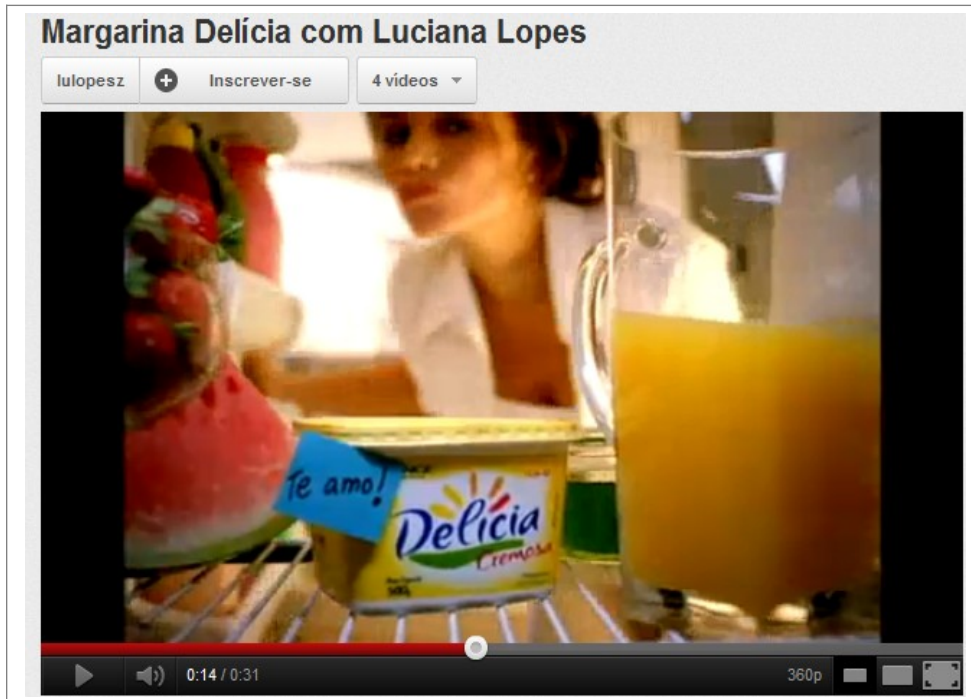 Margarina Delícia com Luciana Lopes
lulopesz
Inscrever-se
4 vídeos
Te amo!
Delícia
Cremosa
500g
0:14 / 0:31
360p